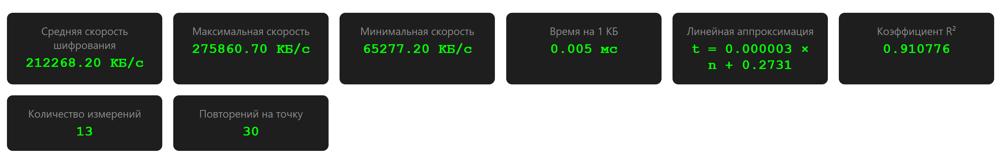 Средняя скорость
шифрования
212268.20 КБ/с
Максимальная скорость
275860.70 КБ/с
Минимальная скорость
65277.20 КБ/с
Время на 1 КБ
0.005 мс
Линейная аппроксимация
t = 0.000003 ×
n + 0.2731
Коэффициент R²
0.910776
Количество измерений
13
Повторений на точку
30